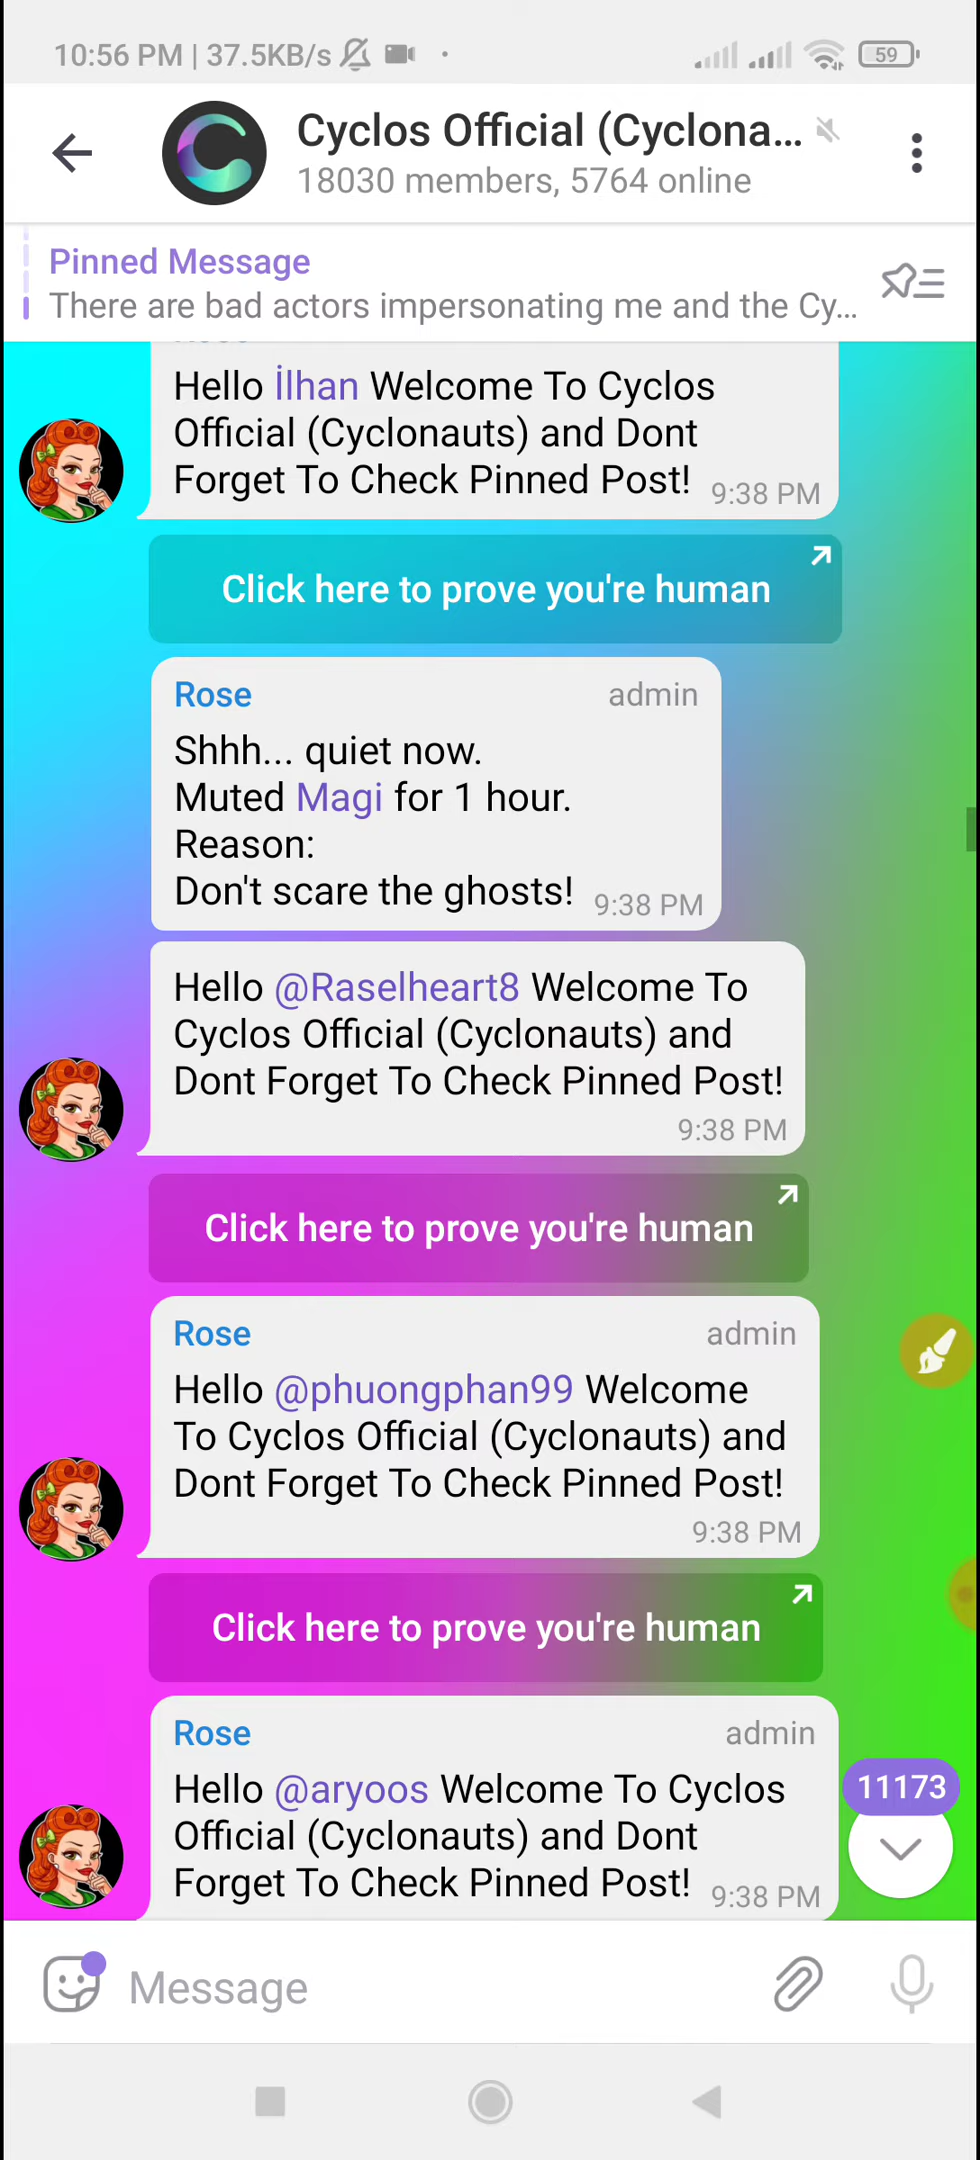 10:56 PM | 37.5KB/s
59
Cyclos Official (Cyclona...
18030 members, 5764 online
Pinned Message
There are bad actors impersonating me and the Cy...
Hello İlhan Welcome To Cyclos
Official (Cyclonauts) and Dont
Forget To Check Pinned Post! 9:38 PM
Click here to prove you're human
Rose admin
Shhh... quiet now.
Muted Magi for 1 hour.
Reason:
Don't scare the ghosts! 9:38 PM
Hello @Raselheart8 Welcome To
Cyclos Official (Cyclonauts) and
Dont Forget To Check Pinned Post!
9:38 PM
Click here to prove you're human
Rose admin
Hello @phuongphan99 Welcome
To Cyclos Official (Cyclonauts) and
Dont Forget To Check Pinned Post!
9:38 PM
Click here to prove you're human
Rose admin
Hello @aryoos Welcome To Cyclos
Official (Cyclonauts) and Dont
Forget To Check Pinned Post! 9:38 PM
11173
Message